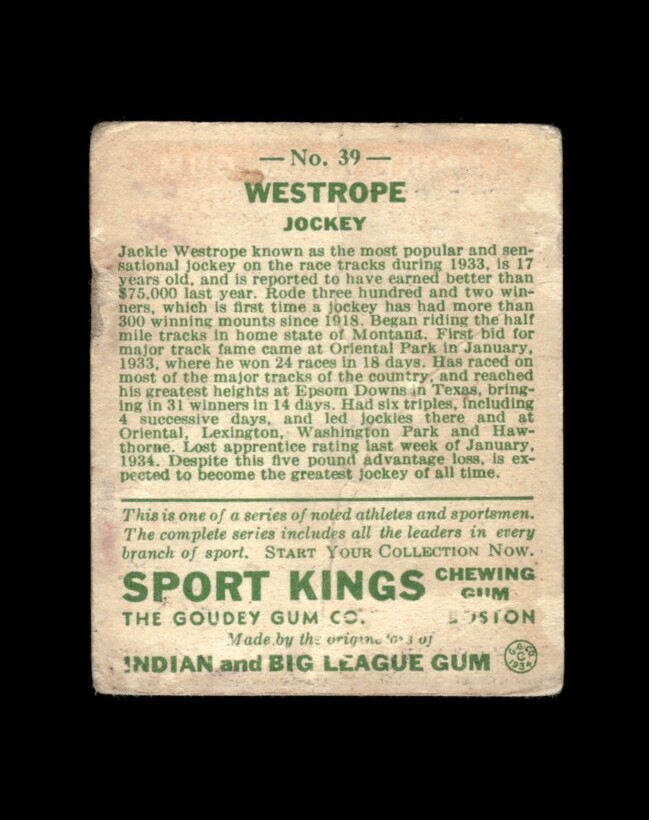 — No. 39 —
WESTROPE
JOCKEY
Jackie Westrope known as the most popular and sen-
sational jockey on the race tracks during 1933, is 17
years old, and is reported to have earned better than
$75,000 last year. Rode three hundred and two win-
ners, which is first time a jockey has had more than
300 winning mounts since 1918. Began riding the half
mile tracks in home state of Montana. First bid for
major track fame came at Oriental Park in January,
1933, where he won 24 races in 18 days. Has raced on
most of the major tracks of the country, and reached
his greatest heights at Epsom Downs in Texas, bring-
ing in 31 winners in 14 days. Had six triples, including
4 successive days, and led jockies there and at
Oriental, Lexington, Washington Park and Haw-
thorne. Lost apprentice rating last week of January,
1934. Despite this five pound advantage loss, is ex-
pected to become the greatest jockey of all time.
This is one of a series of noted athletes and sportsmen.
The complete series includes all the leaders in every
branch of sport. START YOUR COLLECTION NOW.
SPORT KINGS CHEWING GUM
THE GOUDEY GUM CO. BOSTON
Made by the originators of
INDIAN and BIG LEAGUE GUM
G. G. Co. C 1934